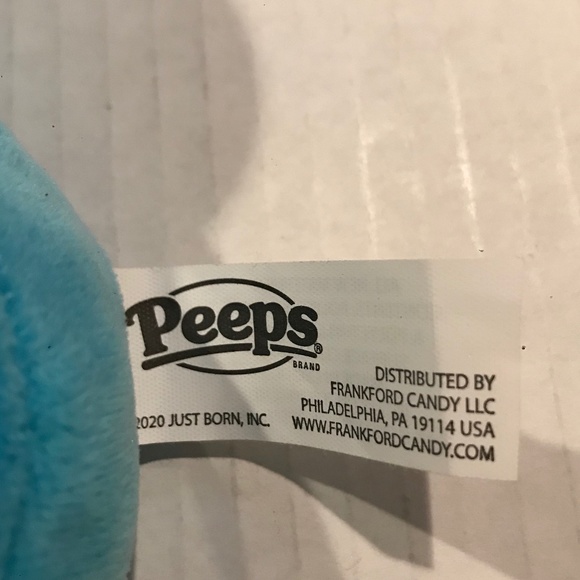 Peeps®
BRAND
2020 JUST BORN, INC.
DISTRIBUTED BY
FRANKFORD CANDY LLC
PHILADELPHIA, PA 19114 USA
WWW.FRANKFORDCANDY.COM